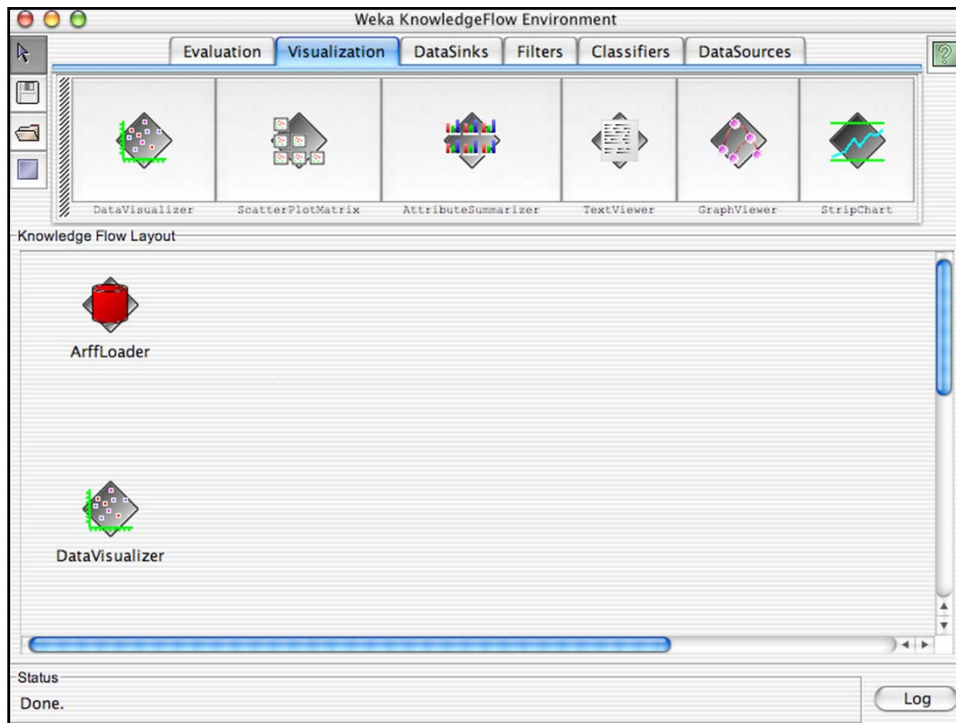 Weka KnowledgeFlow Environment
Evaluation Visualization DataSinks Filters Classifiers DataSources
?
DataVisualizer ScatterPlotMatrix AttributeSummarizer TextViewer GraphViewer StripChart
Knowledge Flow Layout
ArffLoader
DataVisualizer
Status
Done.
Log